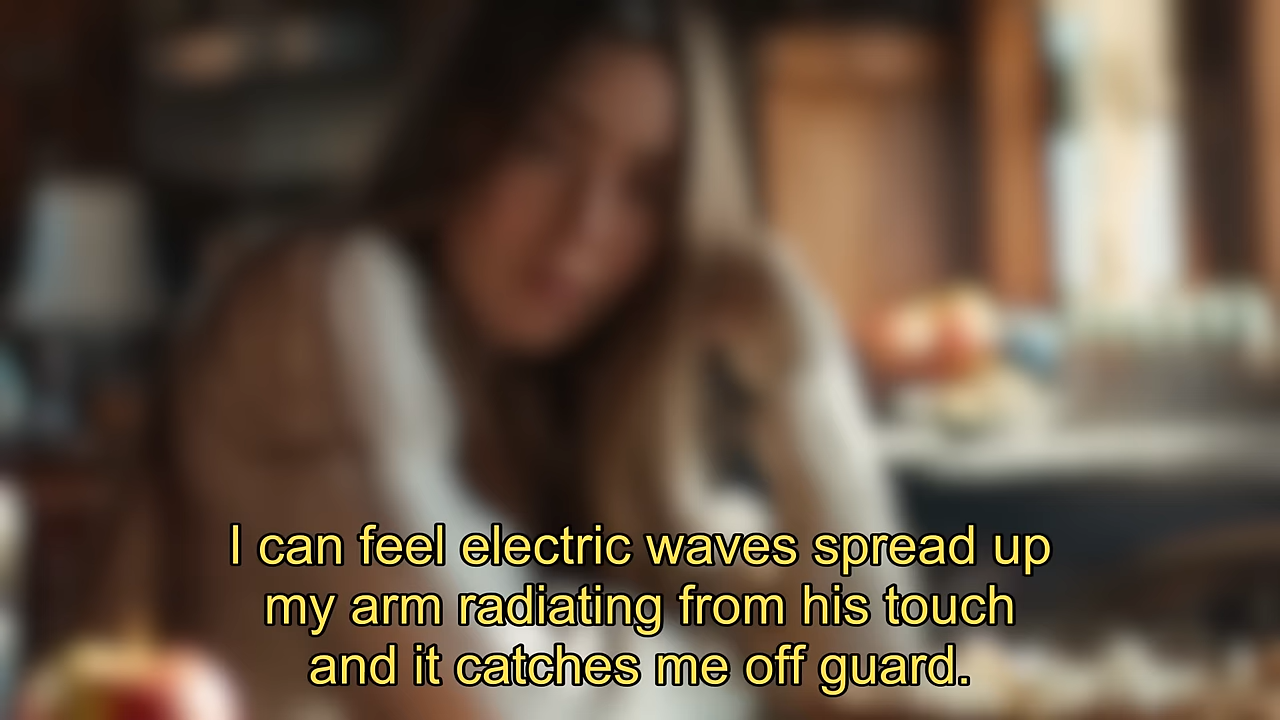 I can feel electric waves spread up
my arm radiating from his touch
and it catches me off guard.